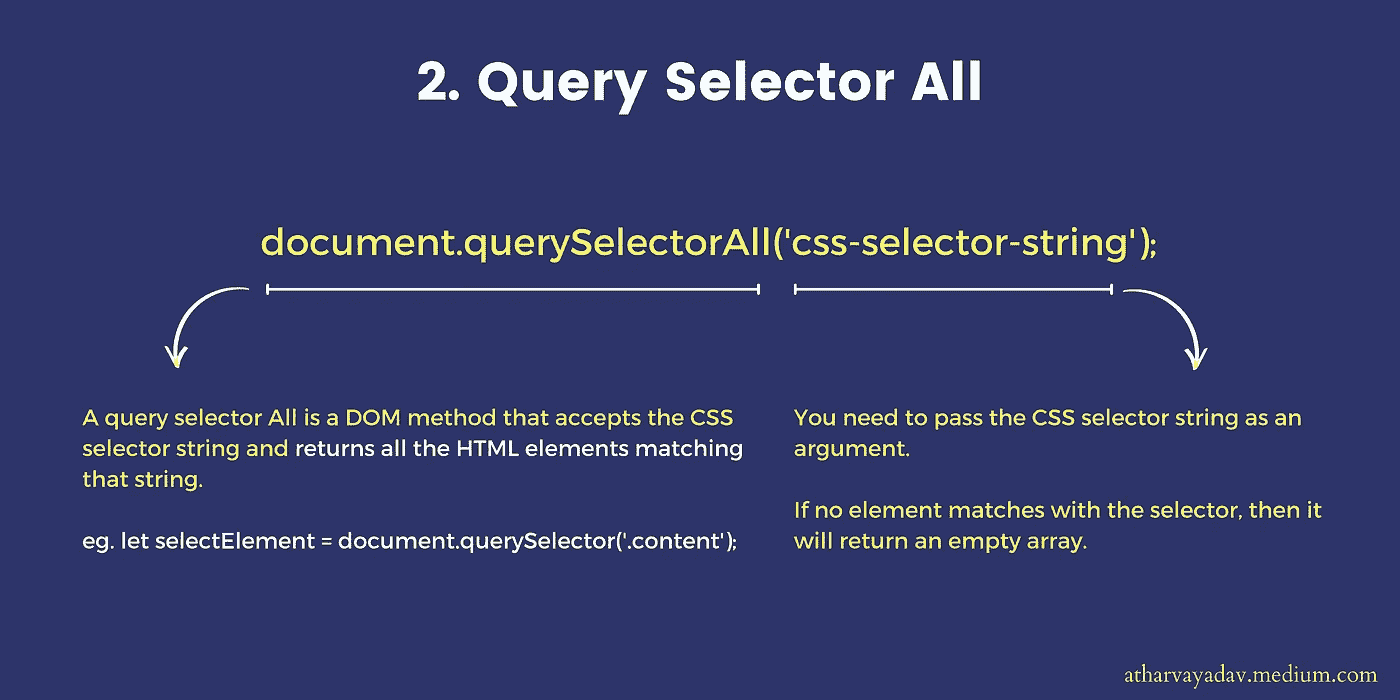 2. Query Selector All
document.querySelectorAll('css-selector-string');
A query selector All is a DOM method that accepts the CSS
selector string and returns all the HTML elements matching
that string.
eg. let selectElement = document.querySelector('.content');
You need to pass the CSS selector string as an
argument.
If no element matches with the selector, then it
will return an empty array.
atharvayadav.medium.com